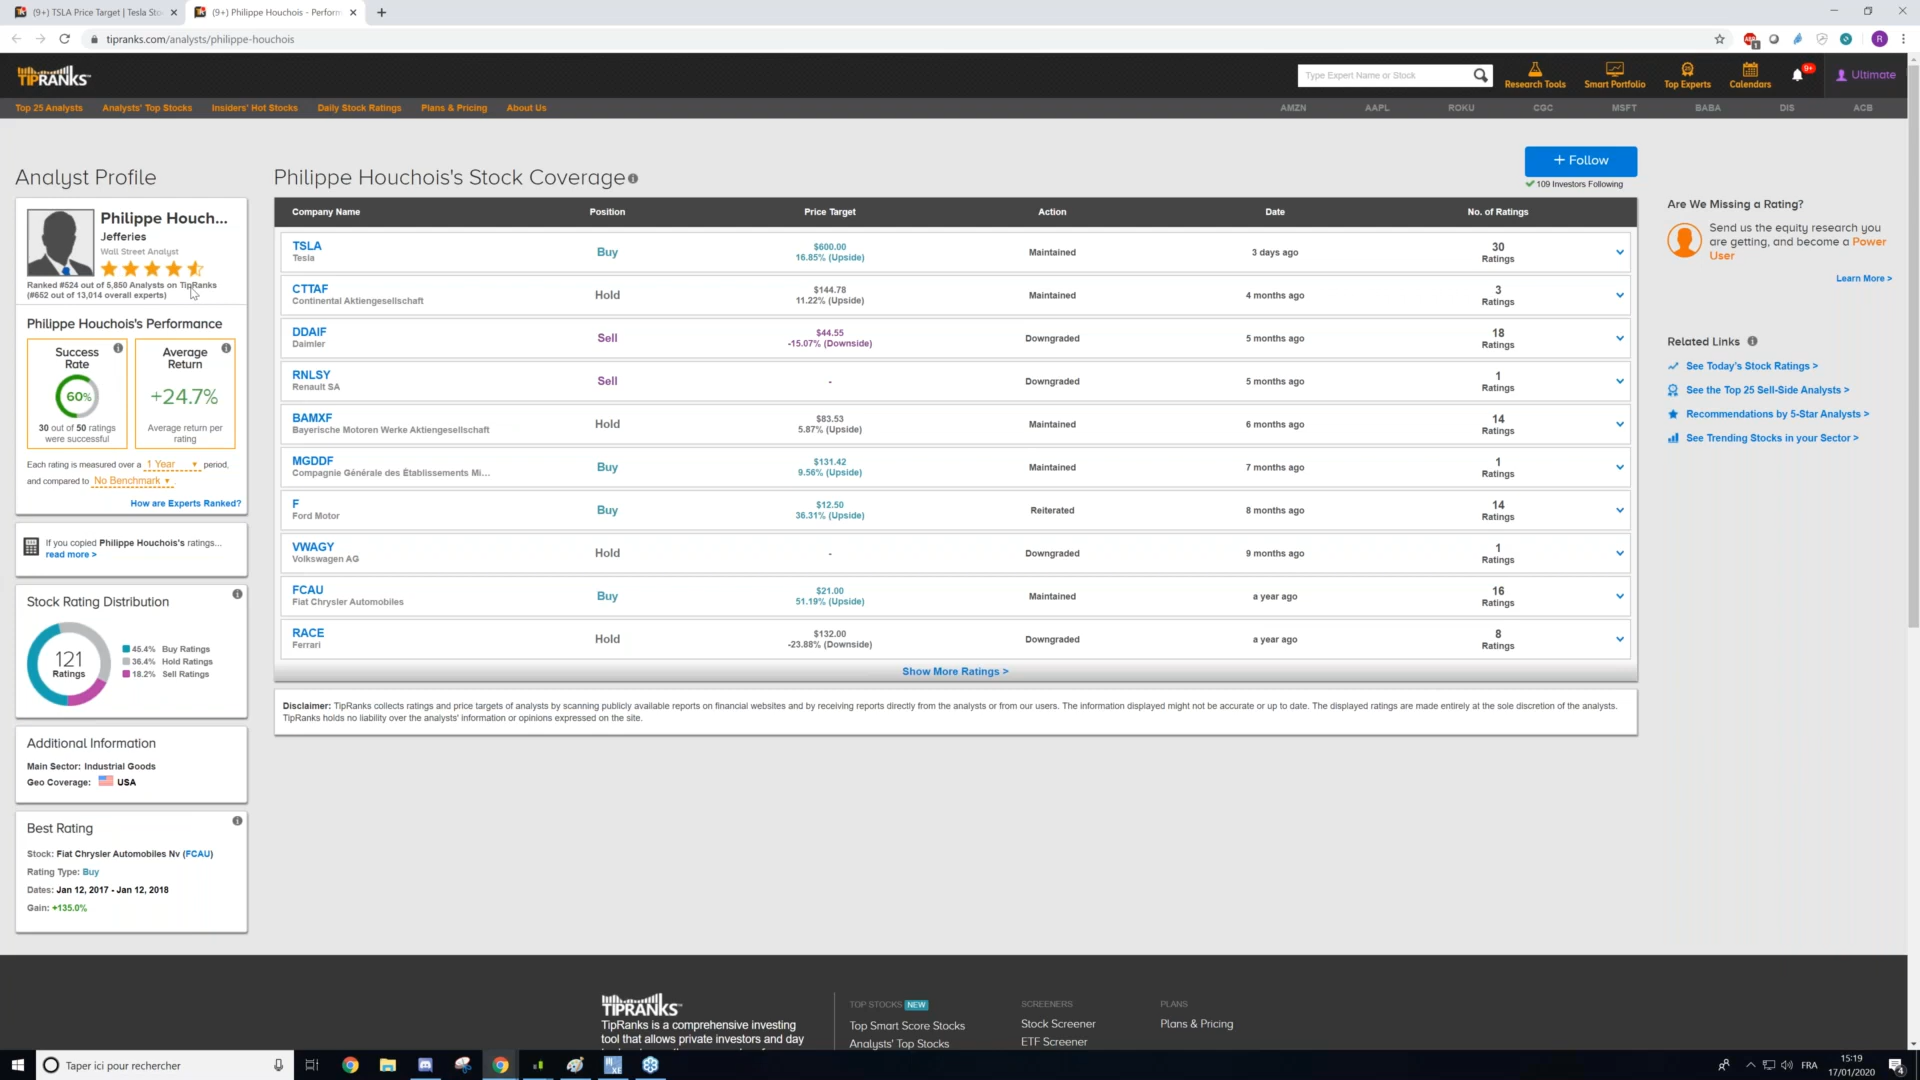 (9+) TSLA Price Target | Tesla Sto
(9+) Philippe Houchois - Perform
tipranks.com/analysts/philippe-houchois
TIPRANKS
Type Expert Name or Stock
Research Tools
Smart Portfolio
Top Experts
Calendars
9+
Ultimate
Top 25 Analysts
Analysts' Top Stocks
Insiders' Hot Stocks
Daily Stock Ratings
Plans & Pricing
About Us
AMZN
AAPL
ROKU
CGC
MSFT
BABA
DIS
ACB
Analyst Profile
Philippe Houch...
Jefferies
Wall Street Analyst
Ranked #524 out of 5,850 Analysts on TipRanks
(#652 out of 13,014 overall experts)
Philippe Houchois's Performance
Success
Rate
60%
30 out of 50 ratings
were successful
Average
Return
+24.7%
Average return per
rating
Each rating is measured over a 1 Year period,
and compared to No Benchmark
How are Experts Ranked?
If you copied Philippe Houchois's ratings...
read more >
Stock Rating Distribution
121
Ratings
45.4% Buy Ratings
36.4% Hold Ratings
18.2% Sell Ratings
Additional Information
Main Sector: Industrial Goods
Geo Coverage: USA
Best Rating
Stock: Fiat Chrysler Automobiles Nv (FCAU)
Rating Type: Buy
Dates: Jan 12, 2017 - Jan 12, 2018
Gain: +135.0%
Philippe Houchois's Stock Coverage
+ Follow
109 Investors Following
Company Name Position Price Target Action Date No. of Ratings
TSLA
Tesla
Buy
$600.00
16.85% (Upside)
Maintained
3 days ago
30
Ratings
CTTAF
Continental Aktiengesellschaft
Hold
$144.78
11.22% (Upside)
Maintained
4 months ago
3
Ratings
DDAIF
Daimler
Sell
$44.55
-15.07% (Downside)
Downgraded
5 months ago
18
Ratings
RNLSY
Renault SA
Sell
-
Downgraded
5 months ago
1
Ratings
BAMXF
Bayerische Motoren Werke Aktiengesellschaft
Hold
$83.53
5.87% (Upside)
Maintained
6 months ago
14
Ratings
MGDDF
Compagnie Générale des Établissements Mi...
Buy
$131.42
9.56% (Upside)
Maintained
7 months ago
1
Ratings
F
Ford Motor
Buy
$12.50
36.31% (Upside)
Reiterated
8 months ago
14
Ratings
VWAGY
Volkswagen AG
Hold
-
Downgraded
9 months ago
1
Ratings
FCAU
Fiat Chrysler Automobiles
Buy
$21.00
51.19% (Upside)
Maintained
a year ago
16
Ratings
RACE
Ferrari
Hold
$132.00
-23.88% (Downside)
Downgraded
a year ago
8
Ratings
Show More Ratings >
Disclaimer: TipRanks collects ratings and price targets of analysts by scanning publicly available reports on financial websites and by receiving reports directly from the analysts or from our users. The information displayed might not be accurate or up to date. The displayed ratings are made entirely at the sole discretion of the analysts.
TipRanks holds no liability over the analysts' information or opinions expressed on the site.
Are We Missing a Rating?
Send us the equity research you
are getting, and become a Power
User
Learn More >
Related Links
See Today's Stock Ratings >
See the Top 25 Sell-Side Analysts >
Recommendations by 5-Star Analysts >
See Trending Stocks in your Sector >
TIPRANKS
TipRanks is a comprehensive investing
tool that allows private investors and day
TOP STOCKS NEW
Top Smart Score Stocks
Analysts' Top Stocks
SCREENERS
Stock Screener
ETF Screener
PLANS
Plans & Pricing
Taper ici pour rechercher
FRA
15:19
17/01/2020
4